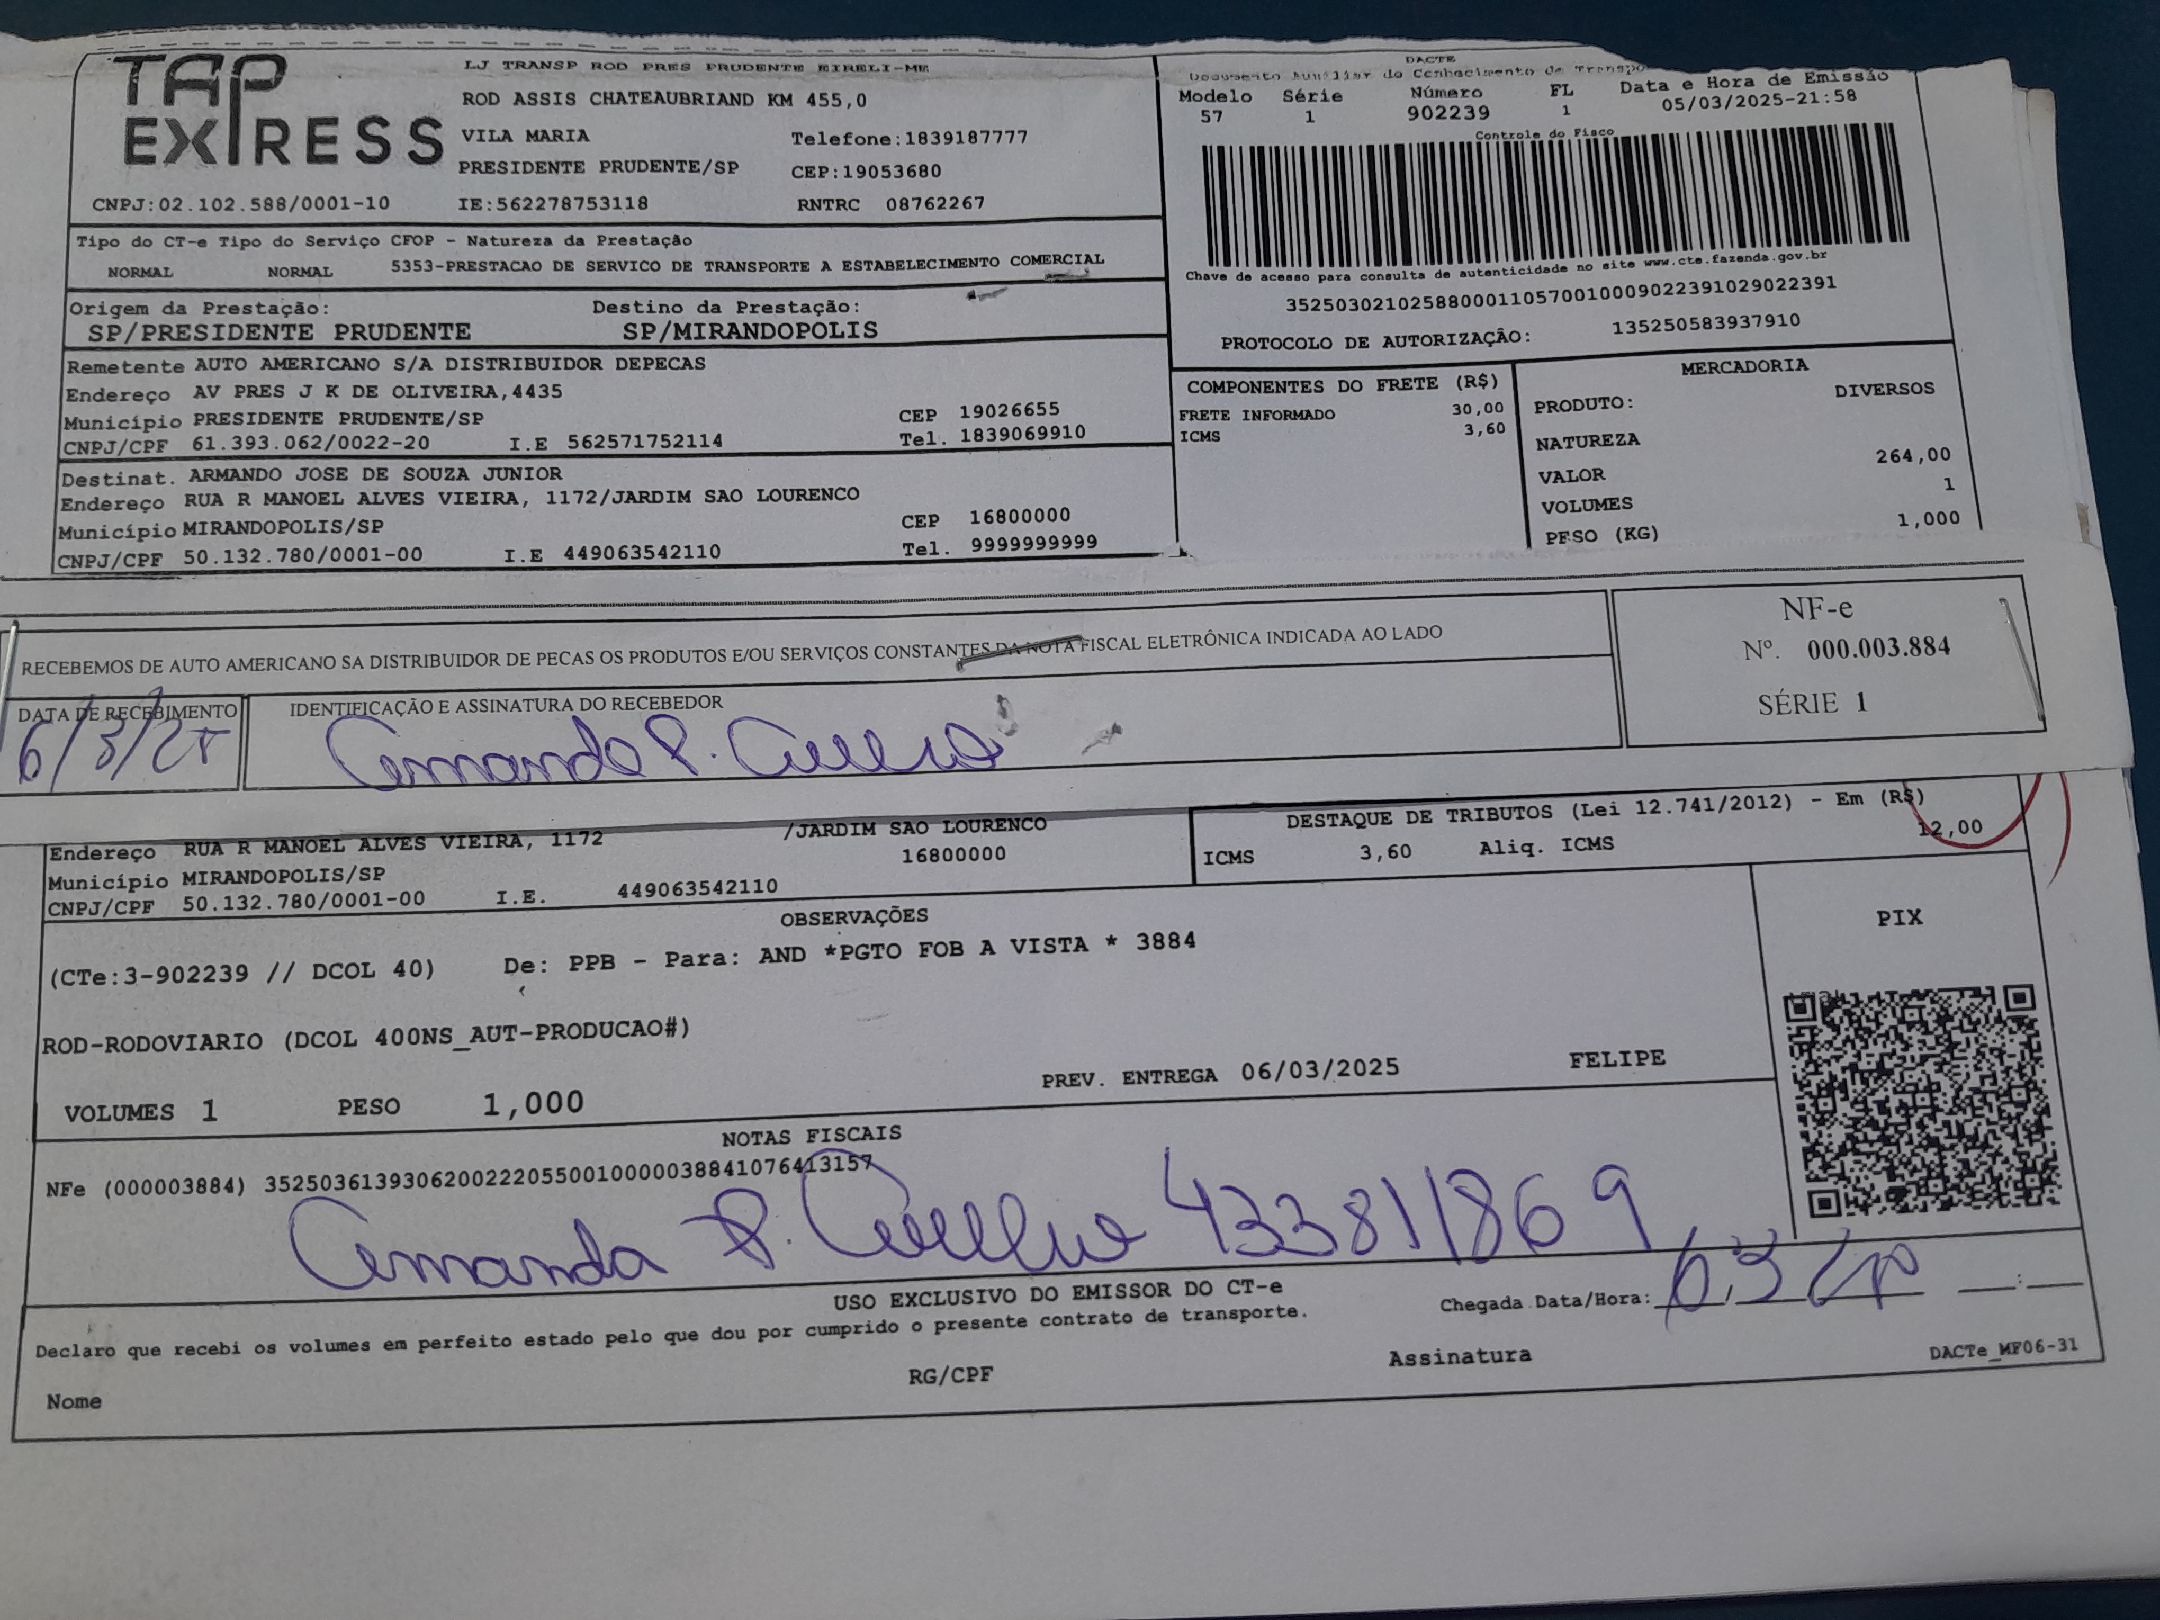 TAP EXPRESS
LJ TRANSP ROD PRES PRUDENTE EIRELI-ME
ROD ASSIS CHATEAUBRIAND KM 455,0
VILA MARIA Telefone:1839187777
PRESIDENTE PRUDENTE/SP CEP:19053680
CNPJ:02.102.588/0001-10 IE:562278753118 RNTRC 08762267
DACTE
Documento Auxiliar do Conhecimento de Transpo
Modelo Série Número FL Data e Hora de Emissão
57 1 902239 1 05/03/2025-21:58
Controle do Fisco
Chave de acesso para consulta de autenticidade no site www.cte.fazenda.gov.br
35250302102588000110570010009022391029022391
PROTOCOLO DE AUTORIZAÇÃO: 135250583937910
Tipo do CT-e Tipo do Serviço CFOP - Natureza da Prestação
NORMAL NORMAL 5353-PRESTACAO DE SERVICO DE TRANSPORTE A ESTABELECIMENTO COMERCIAL
Origem da Prestação: Destino da Prestação:
SP/PRESIDENTE PRUDENTE SP/MIRANDOPOLIS
Remetente AUTO AMERICANO S/A DISTRIBUIDOR DEPECAS
Endereço AV PRES J K DE OLIVEIRA,4435
Município PRESIDENTE PRUDENTE/SP CEP 19026655
CNPJ/CPF 61.393.062/0022-20 I.E 562571752114 Tel. 1839069910
Destinat. ARMANDO JOSE DE SOUZA JUNIOR
Endereço RUA R MANOEL ALVES VIEIRA, 1172/JARDIM SAO LOURENCO
Município MIRANDOPOLIS/SP CEP 16800000
CNPJ/CPF 50.132.780/0001-00 I.E 449063542110 Tel. 9999999999
COMPONENTES DO FRETE (R$)
FRETE INFORMADO 30,00
ICMS 3,60
MERCADORIA
PRODUTO: DIVERSOS
NATUREZA
VALOR 264,00
VOLUMES 1
PESO (KG) 1,000
RECEBEMOS DE AUTO AMERICANO SA DISTRIBUIDOR DE PECAS OS PRODUTOS E/OU SERVIÇOS CONSTANTES DA NOTA FISCAL ELETRÔNICA INDICADA AO LADO
NF-e
Nº. 000.003.884
SÉRIE 1
DATA DE RECEBIMENTO IDENTIFICAÇÃO E ASSINATURA DO RECEBEDOR
6/3/25 Amanda P.
Endereço RUA R MANOEL ALVES VIEIRA, 1172 /JARDIM SAO LOURENCO
Município MIRANDOPOLIS/SP 16800000
CNPJ/CPF 50.132.780/0001-00 I.E. 449063542110
DESTAQUE DE TRIBUTOS (Lei 12.741/2012) - Em (R$)
ICMS 3,60 Aliq. ICMS 12,00
OBSERVAÇÕES
(CTe:3-902239 // DCOL 40) De: PPB - Para: AND *PGTO FOB A VISTA * 3884
ROD-RODOVIARIO (DCOL 400NS_AUT-PRODUCAO#)
PREV. ENTREGA 06/03/2025 FELIPE
VOLUMES 1 PESO 1,000
PIX
NOTAS FISCAIS
NFe (000003884) 35250361393062002220550010000038841076413157
Amanda P. 433811869
USO EXCLUSIVO DO EMISSOR DO CT-e
Declaro que recebi os volumes em perfeito estado pelo que dou por cumprido o presente contrato de transporte.
Chegada Data/Hora:
Nome RG/CPF Assinatura
DACTe_MF06-31